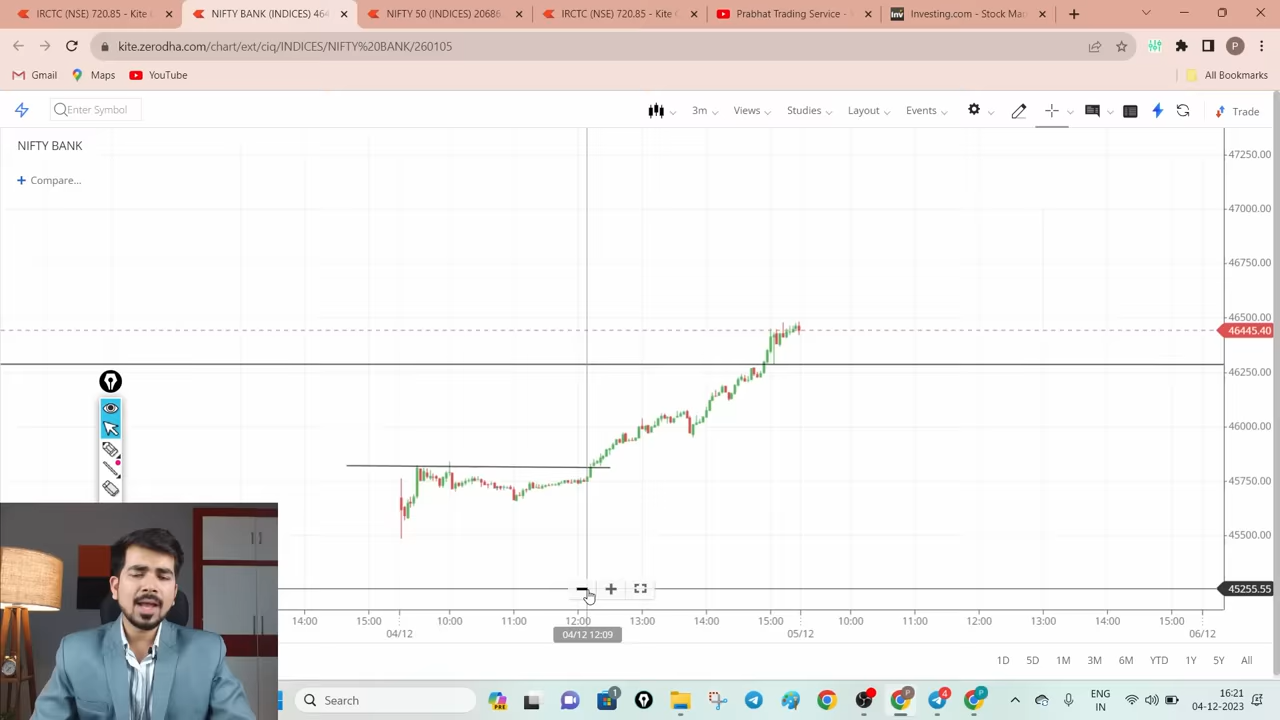 IRCTC (NSE) 720.85 - K
NIFTY BANK (INDICES) 464
NIFTY 50 (INDICES) 20686
IRCTC (NSE) 720.85 - K
Prabhat Trading Service -
Investing.com - Stock Ma
kite.zerodha.com/chart/ext/ciq/INDICES/NIFTY%20BANK/260105
P
Gmail
Maps
YouTube
All Bookmarks
Enter Symbol
3m
Views
Studies
Layout
Events
Trade
NIFTY BANK
+ Compare...
47250.00
47000.00
46750.00
46500.00
46445.40
46250.00
46000.00
45750.00
45500.00
45255.55
14:00 15:00 10:00 11:00 12:00 13:00 14:00 15:00 10:00 11:00 12:00 13:00 14:00 15:00
04/12 04/12 12:09 05/12 06/12
1D 5D 1M 3M 6M YTD 1Y 5Y All
Search
ENG
IN
16:21
04-12-2023